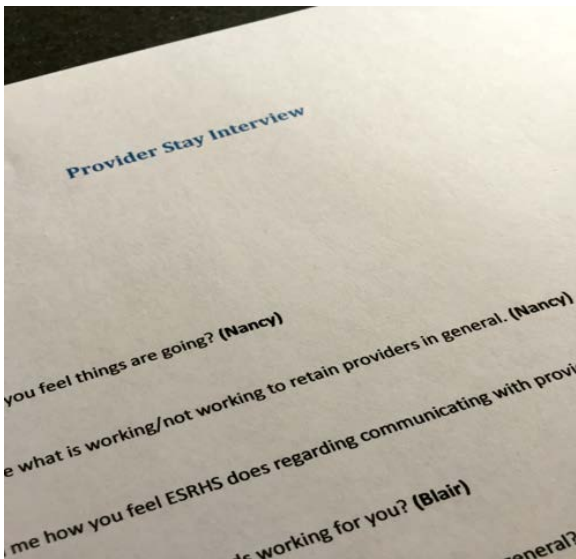 Provider Stay Interview
you feel things are going? (Nancy)
what is working/not working to retain providers in general. (Nancy)
me how you feel ESRHS does regarding communicating with
working for you? (Blair)